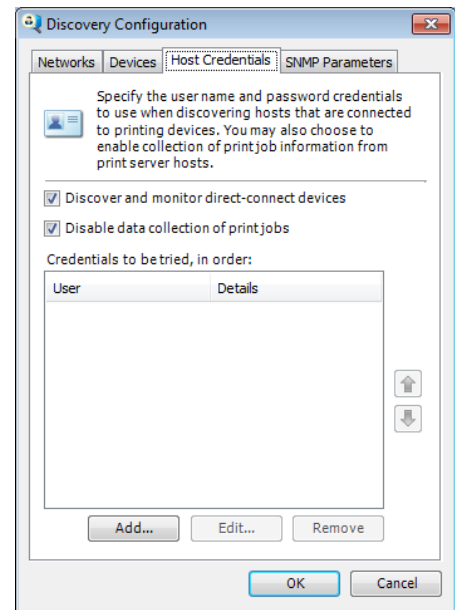 Discovery Configuration
Networks Devices Host Credentials SNMP Parameters
Specify the user name and password credentials
to use when discovering hosts that are connected
to printing devices. You may also choose to
enable collection of print job information from
print server hosts.
Discover and monitor direct-connect devices
Disable data collection of print jobs
Credentials to be tried, in order:
User Details
Add... Edit... Remove
OK Cancel